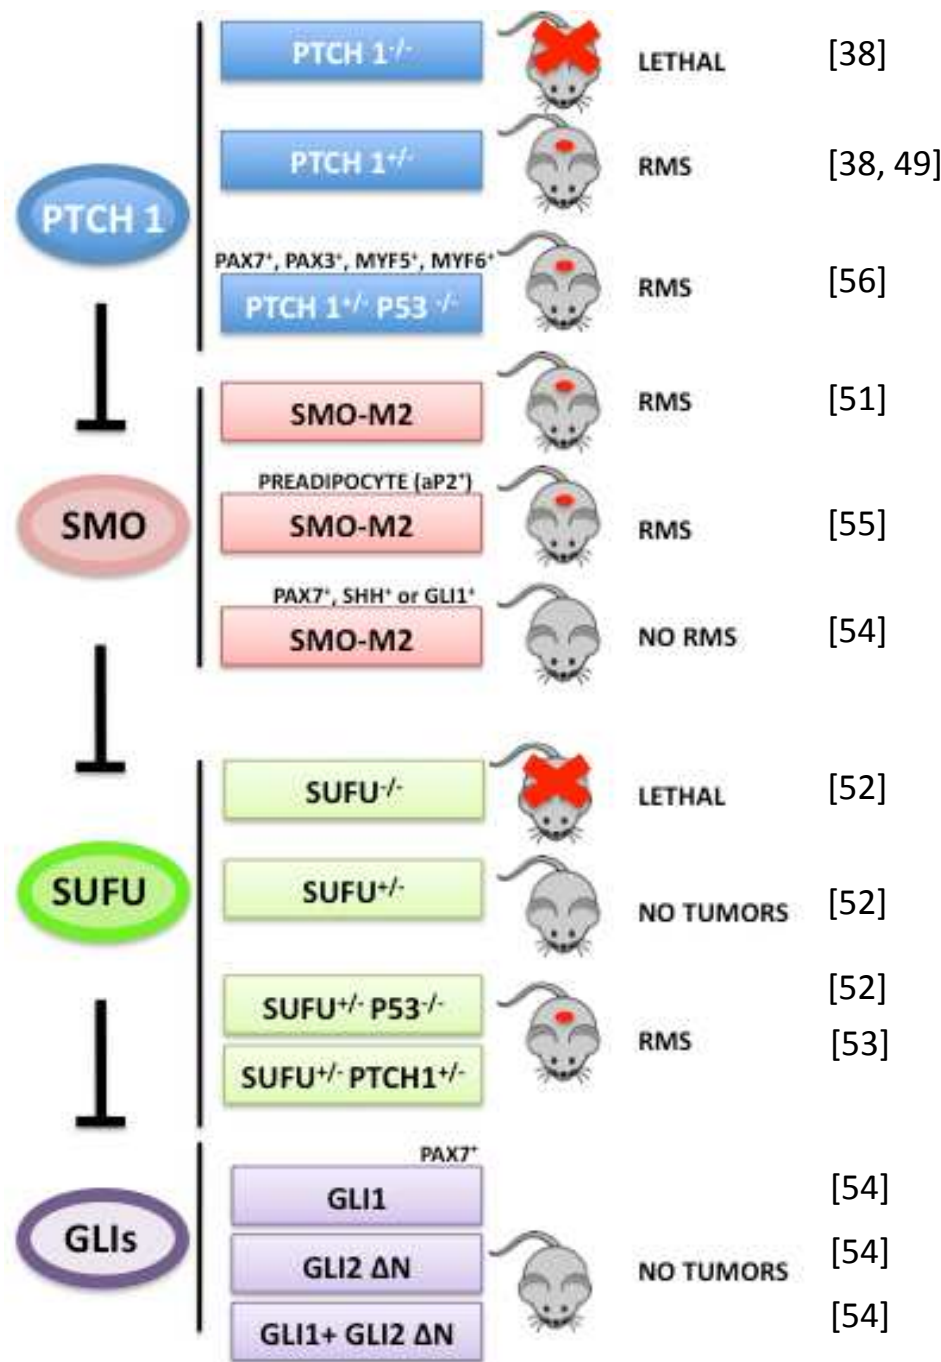 PTCH 1
PTCH 1-/-
LETHAL
[38]
PTCH 1+/-
RMS
[38, 49]
PAX7+, PAX3+, MYF5+, MYF6+
PTCH 1+/- P53 -/-
RMS
[56]
SMO
SMO-M2
RMS
[51]
PREADIPOCYTE (aP2+)
SMO-M2
RMS
[55]
PAX7+, SHH+ or GLI1+
SMO-M2
NO RMS
[54]
SUFU
SUFU-/-
LETHAL
[52]
SUFU+/-
NO TUMORS
[52]
SUFU+/- P53-/-
SUFU+/- PTCH1+/-
RMS
[52]
[53]
GLIs
PAX7+
GLI1
GLI2 ΔN
GLI1+ GLI2 ΔN
NO TUMORS
[54]
[54]
[54]